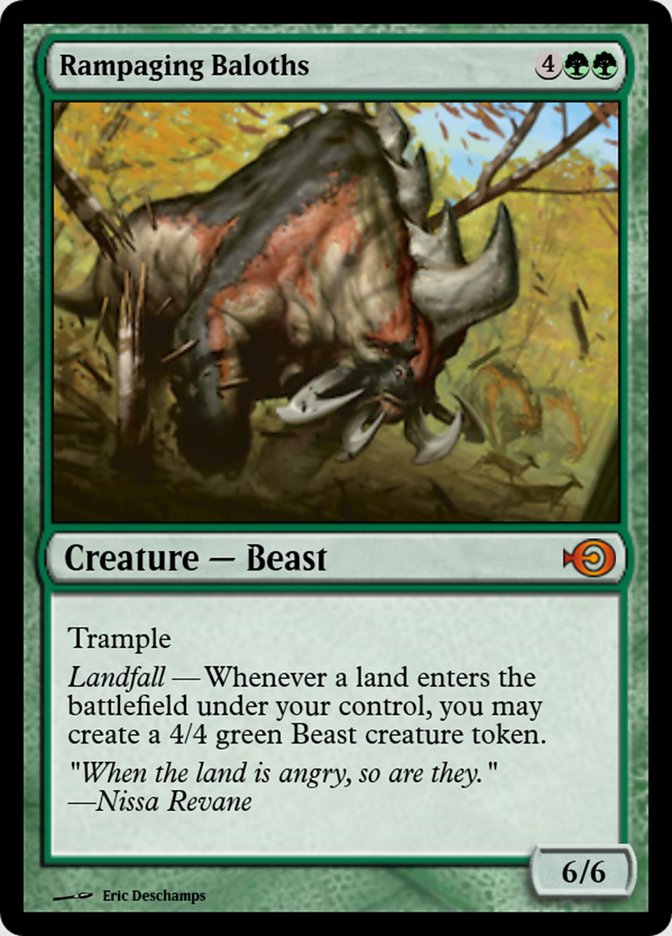 Rampaging Baloths 4
Creature — Beast
Trample
Landfall — Whenever a land enters the
battlefield under your control, you may
create a 4/4 green Beast creature token.
"When the land is angry, so are they."
—Nissa Revane
6/6
Eric Deschamps